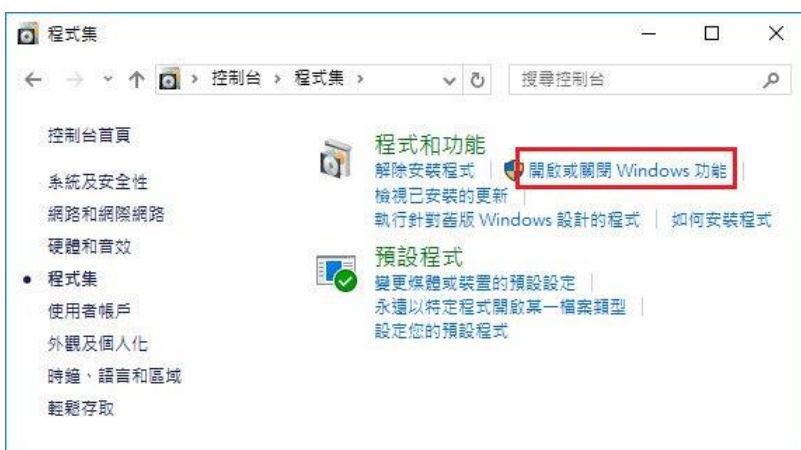 程式集
控制台 › 程式集 ›
搜尋控制台
控制台首頁
系統及安全性
網路和網際網路
硬體和音效
程式集
使用者帳戶
外觀及個人化
時鐘、語言和區域
輕鬆存取
程式和功能
解除安裝程式 | 開啟或關閉 Windows 功能 |
檢視已安裝的更新 |
執行針對舊版 Windows 設計的程式 | 如何安裝程式
預設程式
變更媒體或裝置的預設設定 |
永遠以特定程式開啟某一檔案類型 |
設定您的預設程式